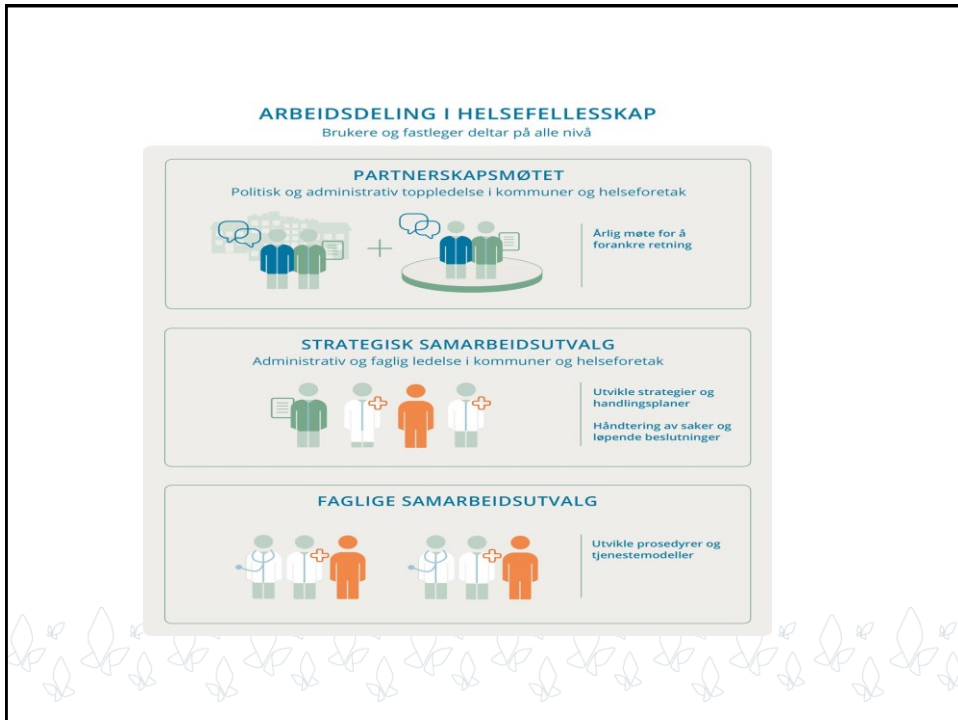 ARBEIDSDELING I HELSEFELLESSKAP
Brukere og fastleger deltar på alle nivå
PARTNERSKAPSMØTET
Politisk og administrativ toppledelse i kommuner og helseforetak
Årlig møte for å
forankre retning
STRATEGISK SAMARBEIDSUTVALG
Administrativ og faglig ledelse i kommuner og helseforetak
Utvikle strategier og
handlingsplaner
Håndtering av saker og
løpende beslutninger
FAGLIGE SAMARBEIDSUTVALG
Utvikle prosedyrer og
tjenestemodeller